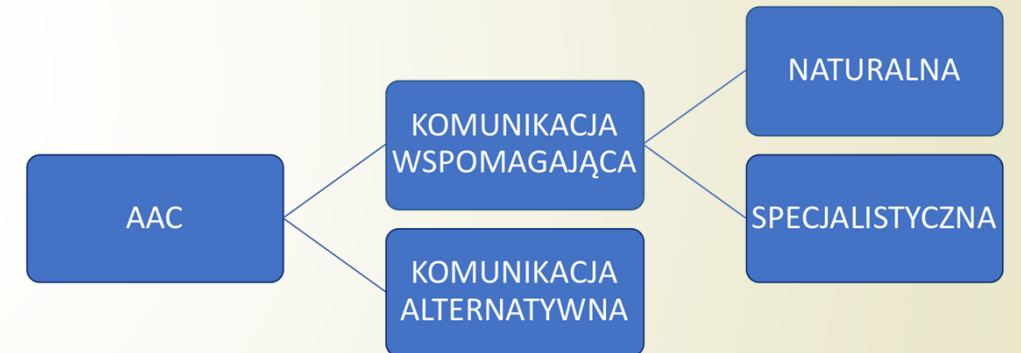 AAC
KOMUNIKACJA
WSPOMAGAJĄCA
KOMUNIKACJA
ALTERNATYWNA
NATURALNA
SPECJALISTYCZNA